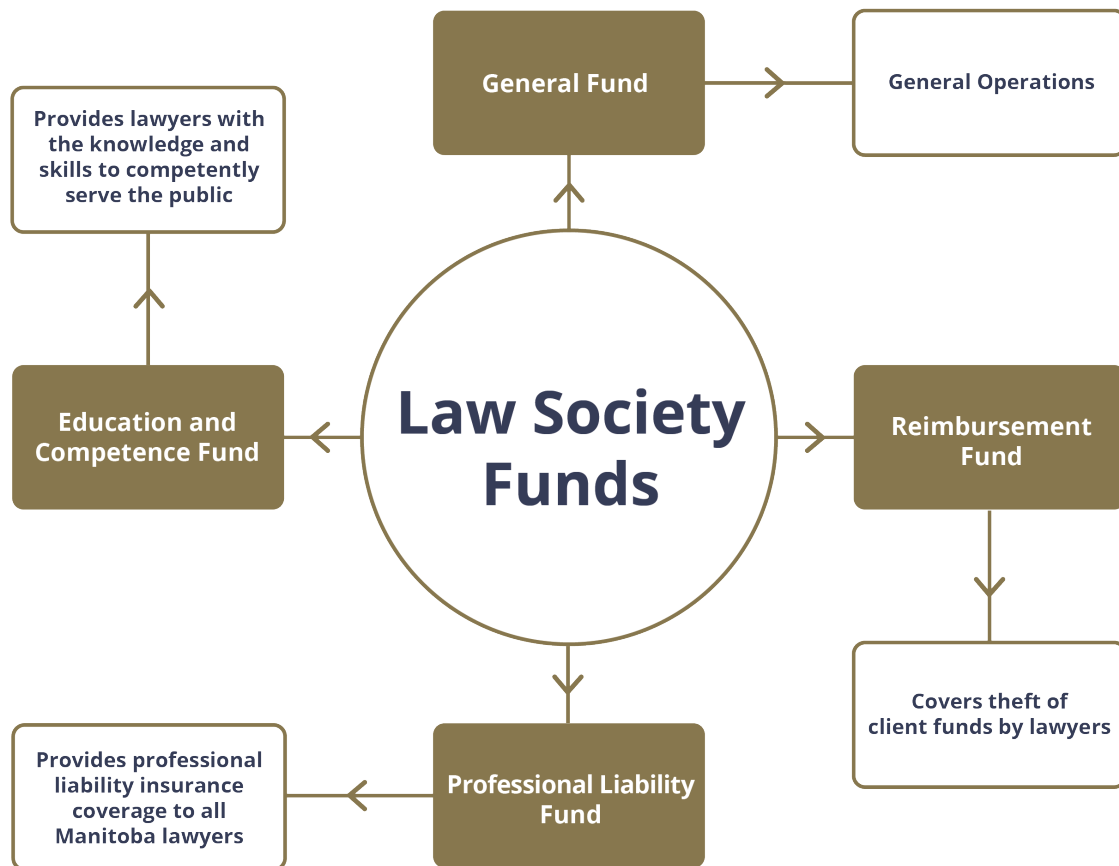 General Fund
General Operations
Provides lawyers with
the knowledge and
skills to competently
serve the public
Law Society
Funds
Education and
Competence Fund
Reimbursement
Fund
Covers theft of
client funds by lawyers
Professional Liability
Fund
Provides professional
liability insurance
coverage to all
Manitoba lawyers